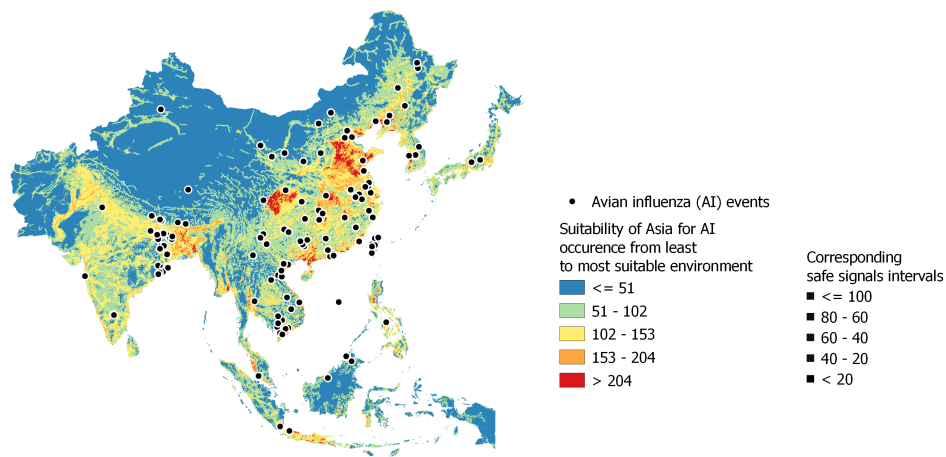 Avian influenza (AI) events
Suitability of Asia for AI
occurence from least
to most suitable environment
<= 51
51 - 102
102 - 153
153 - 204
> 204
Corresponding
safe signals intervals
<= 100
80 - 60
60 - 40
40 - 20
< 20